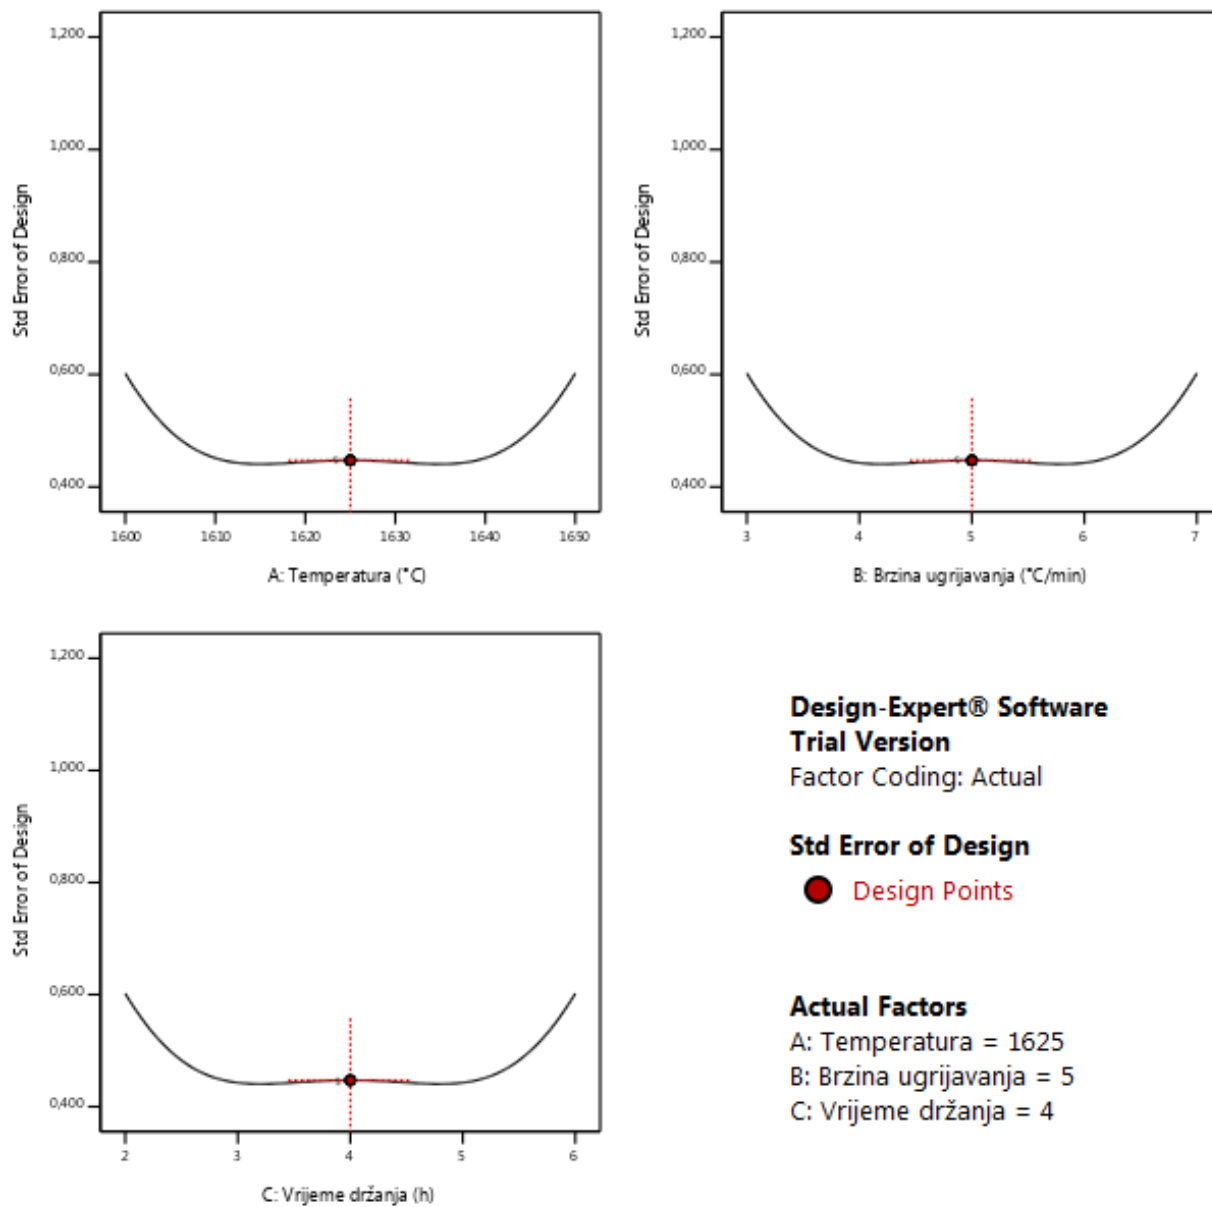 1,200
1,000
0,800
0,600
0,400
Std Error of Design
1600 1610 1620 1630 1640 1650
A: Temperatura (°C)
1,200
1,000
0,800
0,600
0,400
Std Error of Design
5
3 4 5 6 7
B: Brzina ugrijavanja (°C/min)
1,200
1,000
0,800
0,600
0,400
Std Error of Design
2 3 4 5 6
C: Vrijeme držanja (h)
Design-Expert® Software
Trial Version
Factor Coding: Actual
Std Error of Design
Design Points
Actual Factors
A: Temperatura = 1625
B: Brzina ugrijavanja = 5
C: Vrijeme držanja = 4